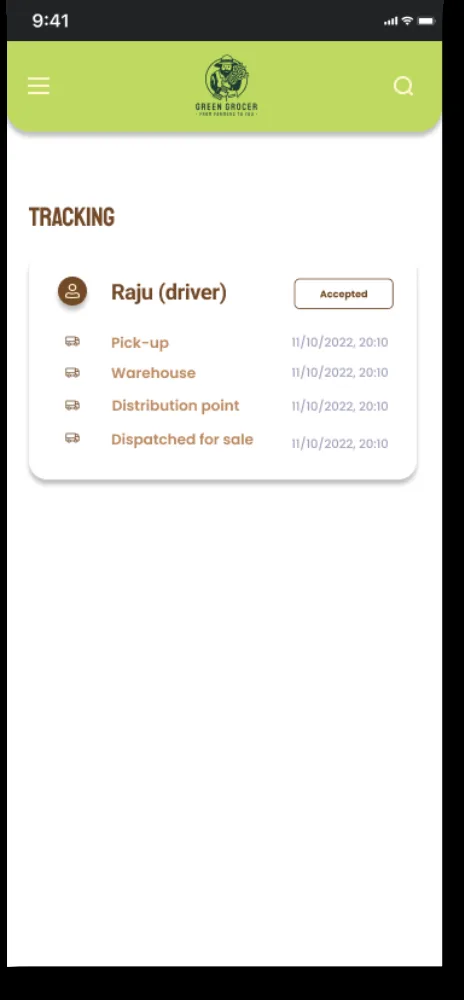 9:41
GREEN GROCER
- FROM FARMERS TO YOU -
TRACKING
Raju (driver) Accepted
Pick-up 11/10/2022, 20:10
Warehouse 11/10/2022, 20:10
Distribution point 11/10/2022, 20:10
Dispatched for sale 11/10/2022, 20:10